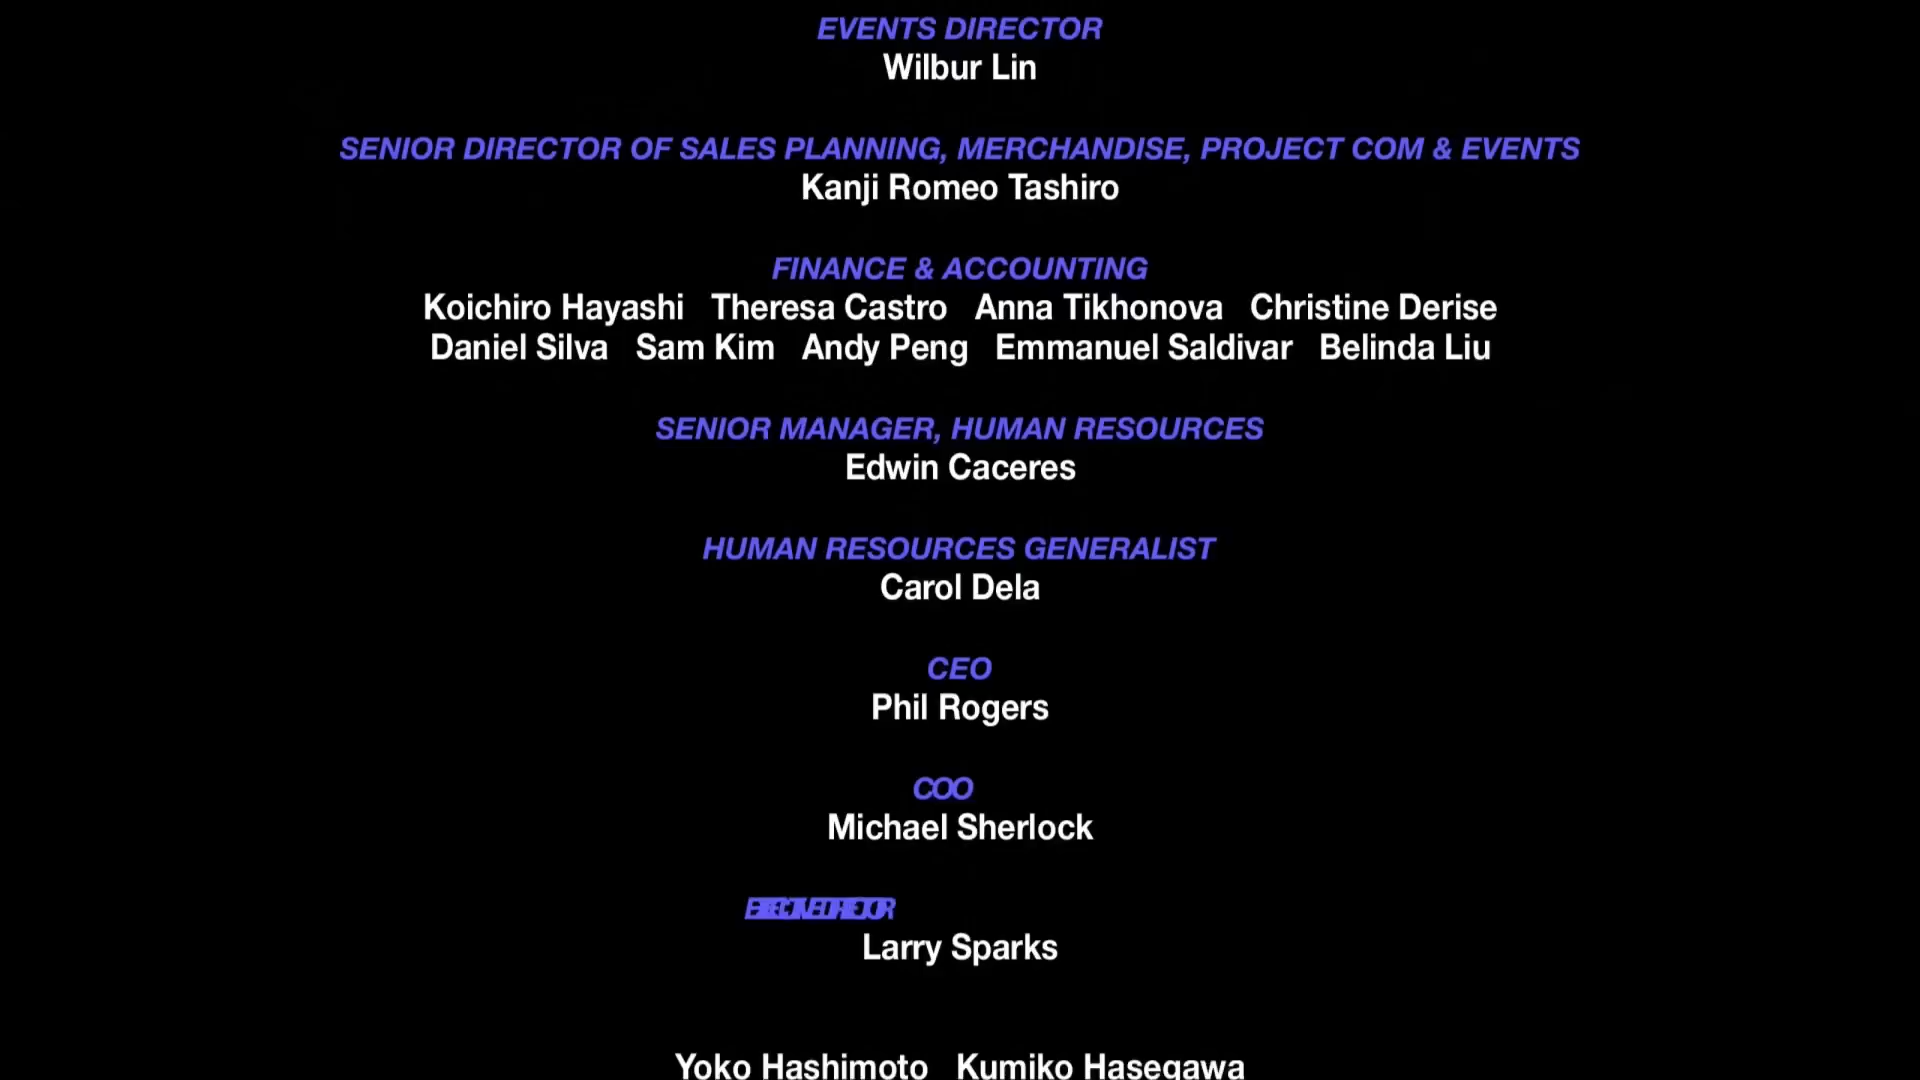 EVENTS DIRECTOR
Wilbur Lin
SENIOR DIRECTOR OF SALES PLANNING, MERCHANDISE, PROJECT COM & EVENTS
Kanji Romeo Tashiro
FINANCE & ACCOUNTING
Koichiro Hayashi Theresa Castro Anna Tikhonova Christine Derise
Daniel Silva Sam Kim Andy Peng Emmanuel Saldivar Belinda Liu
SENIOR MANAGER, HUMAN RESOURCES
Edwin Caceres
HUMAN RESOURCES GENERALIST
Carol Dela
CEO
Phil Rogers
COO
Michael Sherlock
EXECUTIVE DIRECTOR
Larry Sparks
Yoko Hashimoto Kumiko Hasegawa